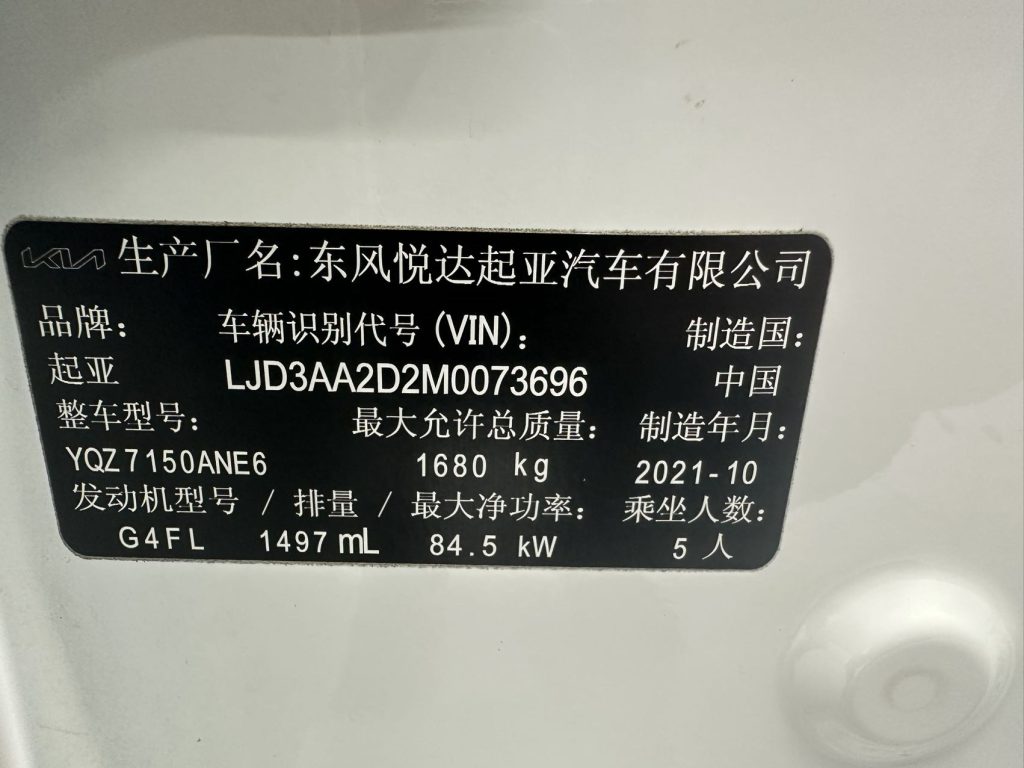 KIA 生产厂名:东风悦达起亚汽车有限公司
品牌: 车辆识别代号(VIN): 制造国:
起亚 LJD3AA2D2M0073696 中国
整车型号: 最大允许总质量: 制造年月:
YQZ7150ANE6 1680 kg 2021-10
发动机型号 / 排量 / 最大净功率: 乘坐人数:
G4FL 1497mL 84.5 kW 5 人